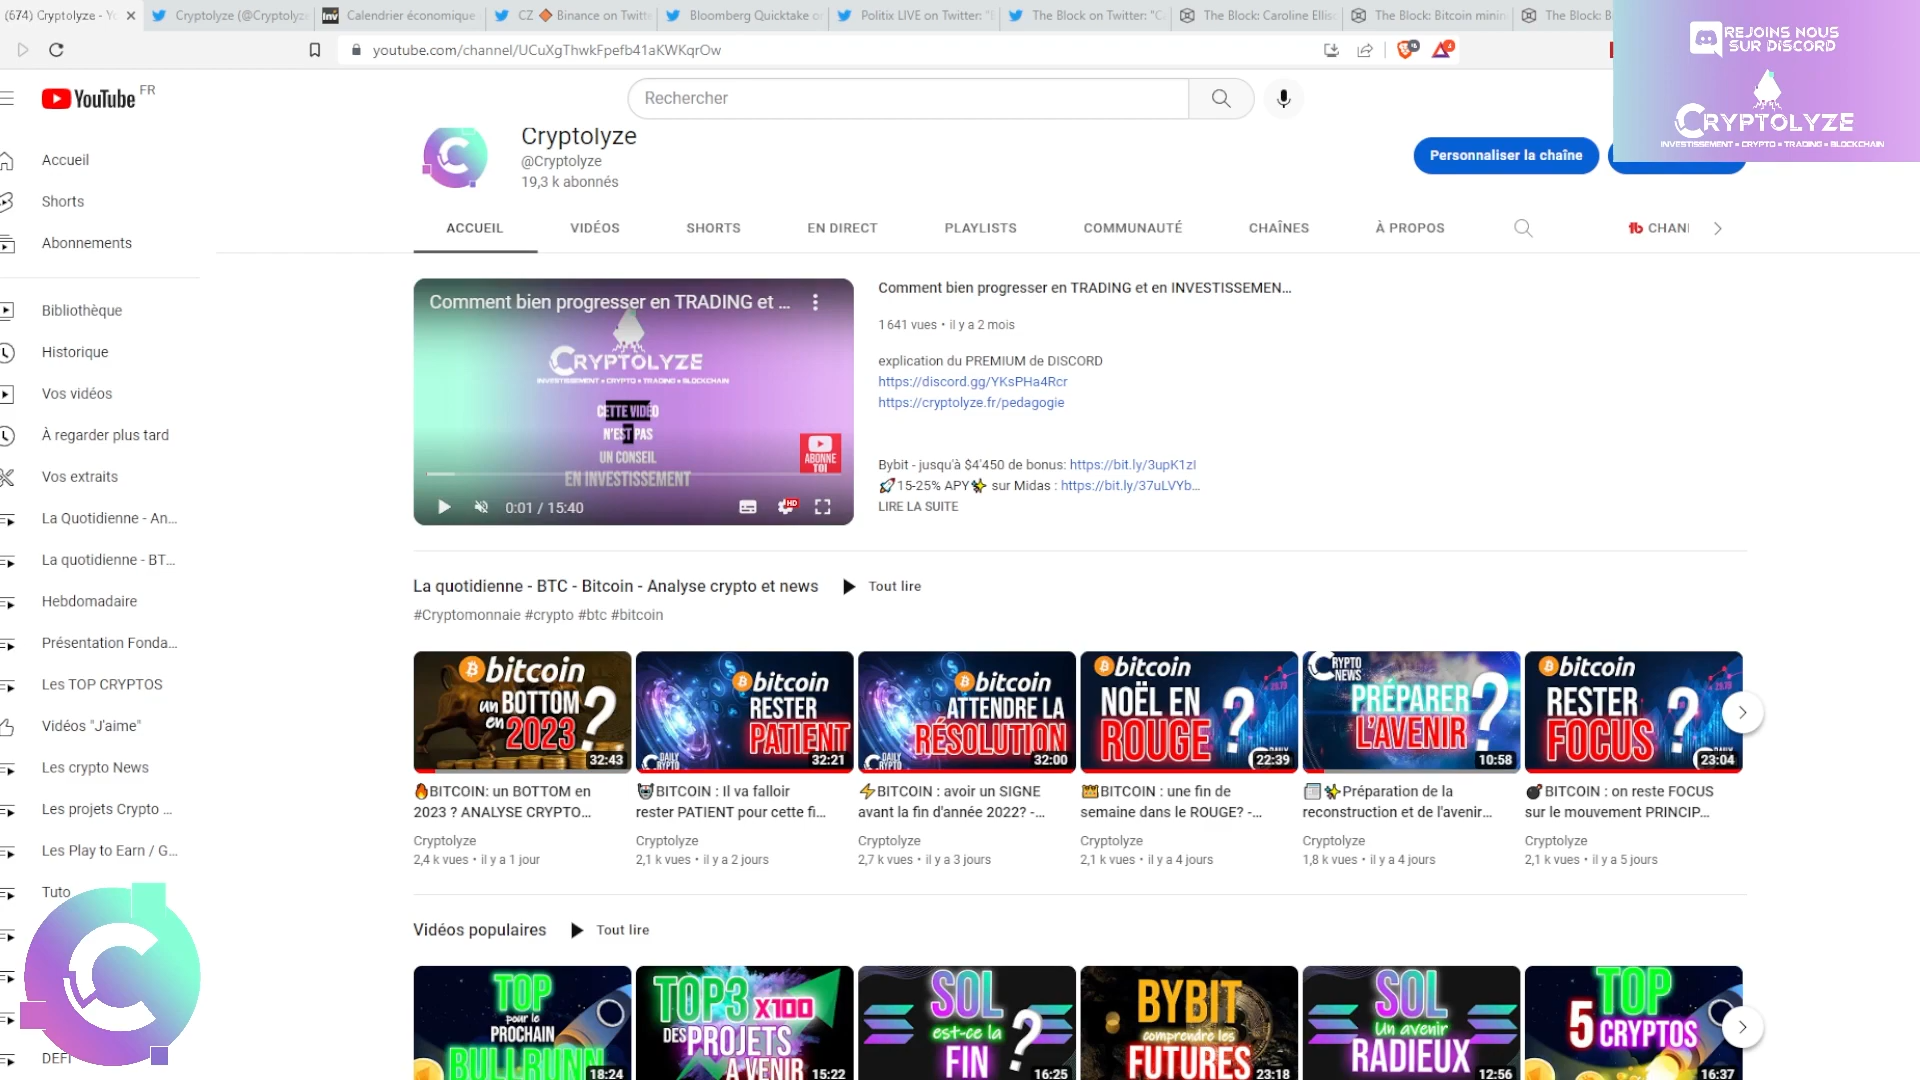 (674) Cryptolyze - Yo
Cryptolyze (@Cryptolyze
Calendrier économique
CZ 🔶 Binance on Twitte
Bloomberg Quicktake on
Politix LIVE on Twitter: "B
The Block on Twitter: "Ca
The Block: Caroline Elliso
The Block: Bitcoin minin
The Block: B
youtube.com/channel/UCuXgThwkFpefb41aKWKqrOw
REJOINS NOUS
SUR DISCORD
CRYPTOLYZE
INVESTISSEMENT • CRYPTO • TRADING • BLOCKCHAIN
YouTube FR
Rechercher
Accueil
Shorts
Abonnements
Bibliothèque
Historique
Vos vidéos
À regarder plus tard
Vos extraits
La Quotidienne - An...
La quotidienne - BT...
Hebdomadaire
Présentation Fonda...
Les TOP CRYPTOS
Vidéos "J'aime"
Les crypto News
Les projets Crypto ...
Les Play to Earn / G...
Tuto
DEFI
Cryptolyze
@Cryptolyze
19,3 k abonnés
Personnaliser la chaîne
ACCUEIL
VIDÉOS
SHORTS
EN DIRECT
PLAYLISTS
COMMUNAUTÉ
CHAÎNES
À PROPOS
CHAN
Comment bien progresser en TRADING et ...
CRYPTOLYZE
INVESTISSEMENT • CRYPTO • TRADING • BLOCKCHAIN
CETTE VIDÉO
N'EST PAS
UN CONSEIL
EN INVESTISSEMENT
ABONNE
TOI
0:01 / 15:40
HD
Comment bien progresser en TRADING et en INVESTISSEMEN...
1 641 vues • il y a 2 mois
explication du PREMIUM de DISCORD
https://discord.gg/YKsPHa4Rcr
https://cryptolyze.fr/pedagogie
Bybit - jusqu'à $4'450 de bonus: https://bit.ly/3upK1zI
🚀15-25% APY✨ sur Midas : https://bit.ly/37uLVYb...
LIRE LA SUITE
La quotidienne - BTC - Bitcoin - Analyse crypto et news
Tout lire
#Cryptomonnaie #crypto #btc #bitcoin
bitcoin
un BOTTOM
en 2023 ?
32:43
🔥BITCOIN: un BOTTOM en
2023 ? ANALYSE CRYPTO...
Cryptolyze
2,4 k vues • il y a 1 jour
bitcoin
RESTER
PATIENT
DAILY
CRYPTO
32:21
BITCOIN : Il va falloir
rester PATIENT pour cette fi...
Cryptolyze
2,1 k vues • il y a 2 jours
bitcoin
ATTENDRE LA
RÉSOLUTION
DAILY
CRYPTO
32:00
⚡BITCOIN : avoir un SIGNE
avant la fin d'année 2022? -...
Cryptolyze
2,7 k vues • il y a 3 jours
bitcoin
NOËL EN
ROUGE ?
22:39
BITCOIN : une fin de
semaine dans le ROUGE? -...
Cryptolyze
2,1 k vues • il y a 4 jours
CRYPTO
NEWS
PRÉPARER
L'AVENIR ?
10:58
✨Préparation de la
reconstruction et de l'avenir...
Cryptolyze
1,8 k vues • il y a 4 jours
bitcoin
RESTER
FOCUS ?
23:04
💣BITCOIN : on reste FOCUS
sur le mouvement PRINCIP...
Cryptolyze
2,1 k vues • il y a 5 jours
Vidéos populaires
Tout lire
TOP
pour le
PROCHAIN
BULLRUNN
18:24
TOP3 X100
DES PROJETS
A VENIR
15:22
SOL
est-ce la
FIN ?
16:25
BYBIT
comprendre les
FUTURES
23:18
SOL
Un avenir
RADIEUX
12:56
TOP
5 CRYPTOS
16:37